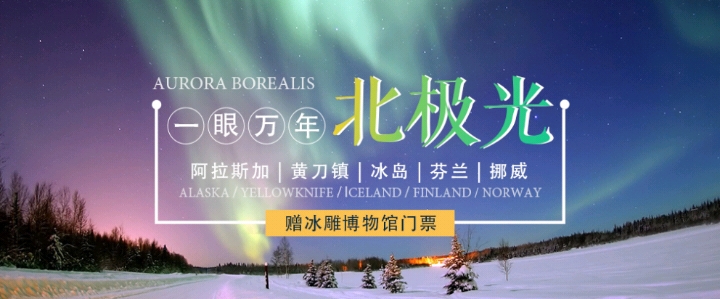 AURORA BOREALIS
一眼万年 北极光
阿拉斯加 | 黄刀镇 | 冰岛 | 芬兰 | 挪威
ALASKA / YELLOWKNIFE / ICELAND / FINLAND / NORWAY
赠冰雕博物馆门票